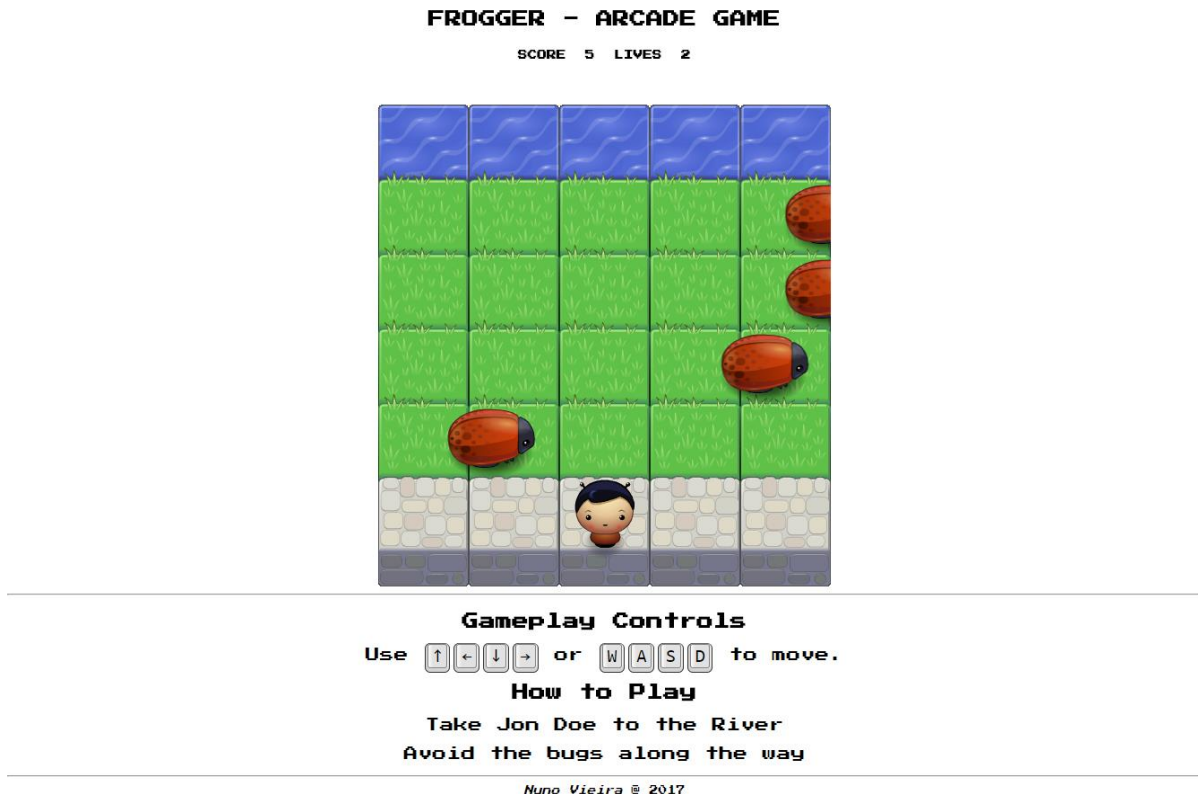 FROGGER - ARCADE GAME
SCORE 5 LIVES 2
Gameplay Controls
Use ↑ ← ↓ → or W A S D to move.
How to Play
Take Jon Doe to the River
Avoid the bugs along the way
Nuno Vieira @ 2017